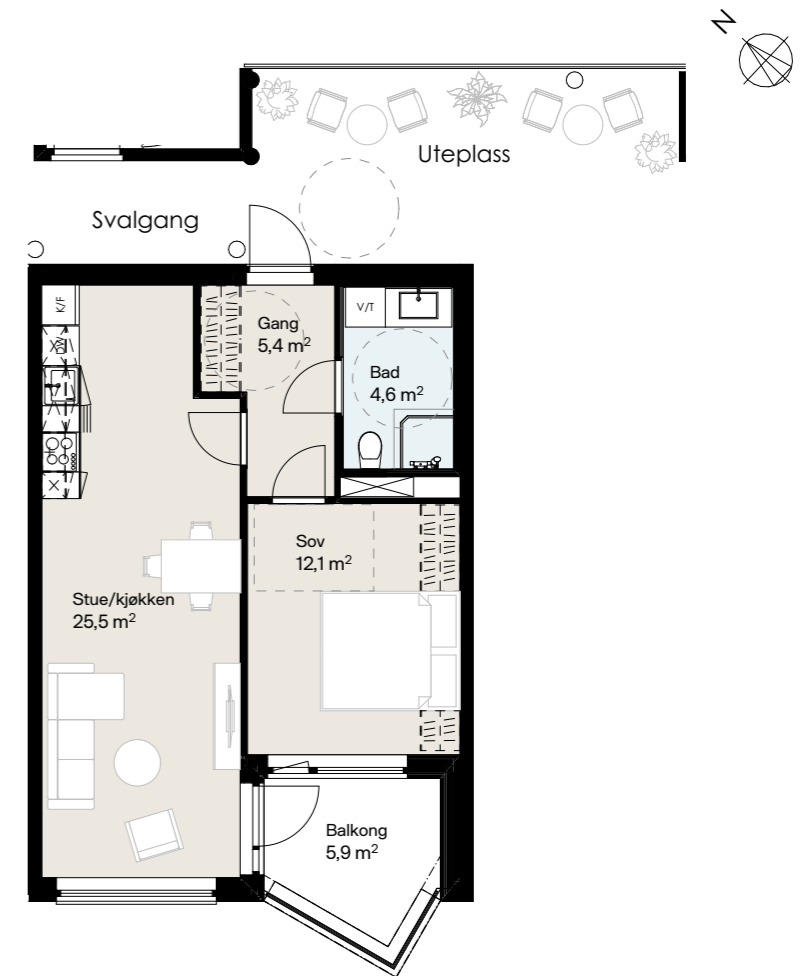 N
Uteplass
Svalgang
K/F
DW
Gang
5,4 m²
V/T
Bad
4,6 m²
Sov
12,1 m²
Stue/kjøkken
25,5 m²
Balkong
5,9 m²